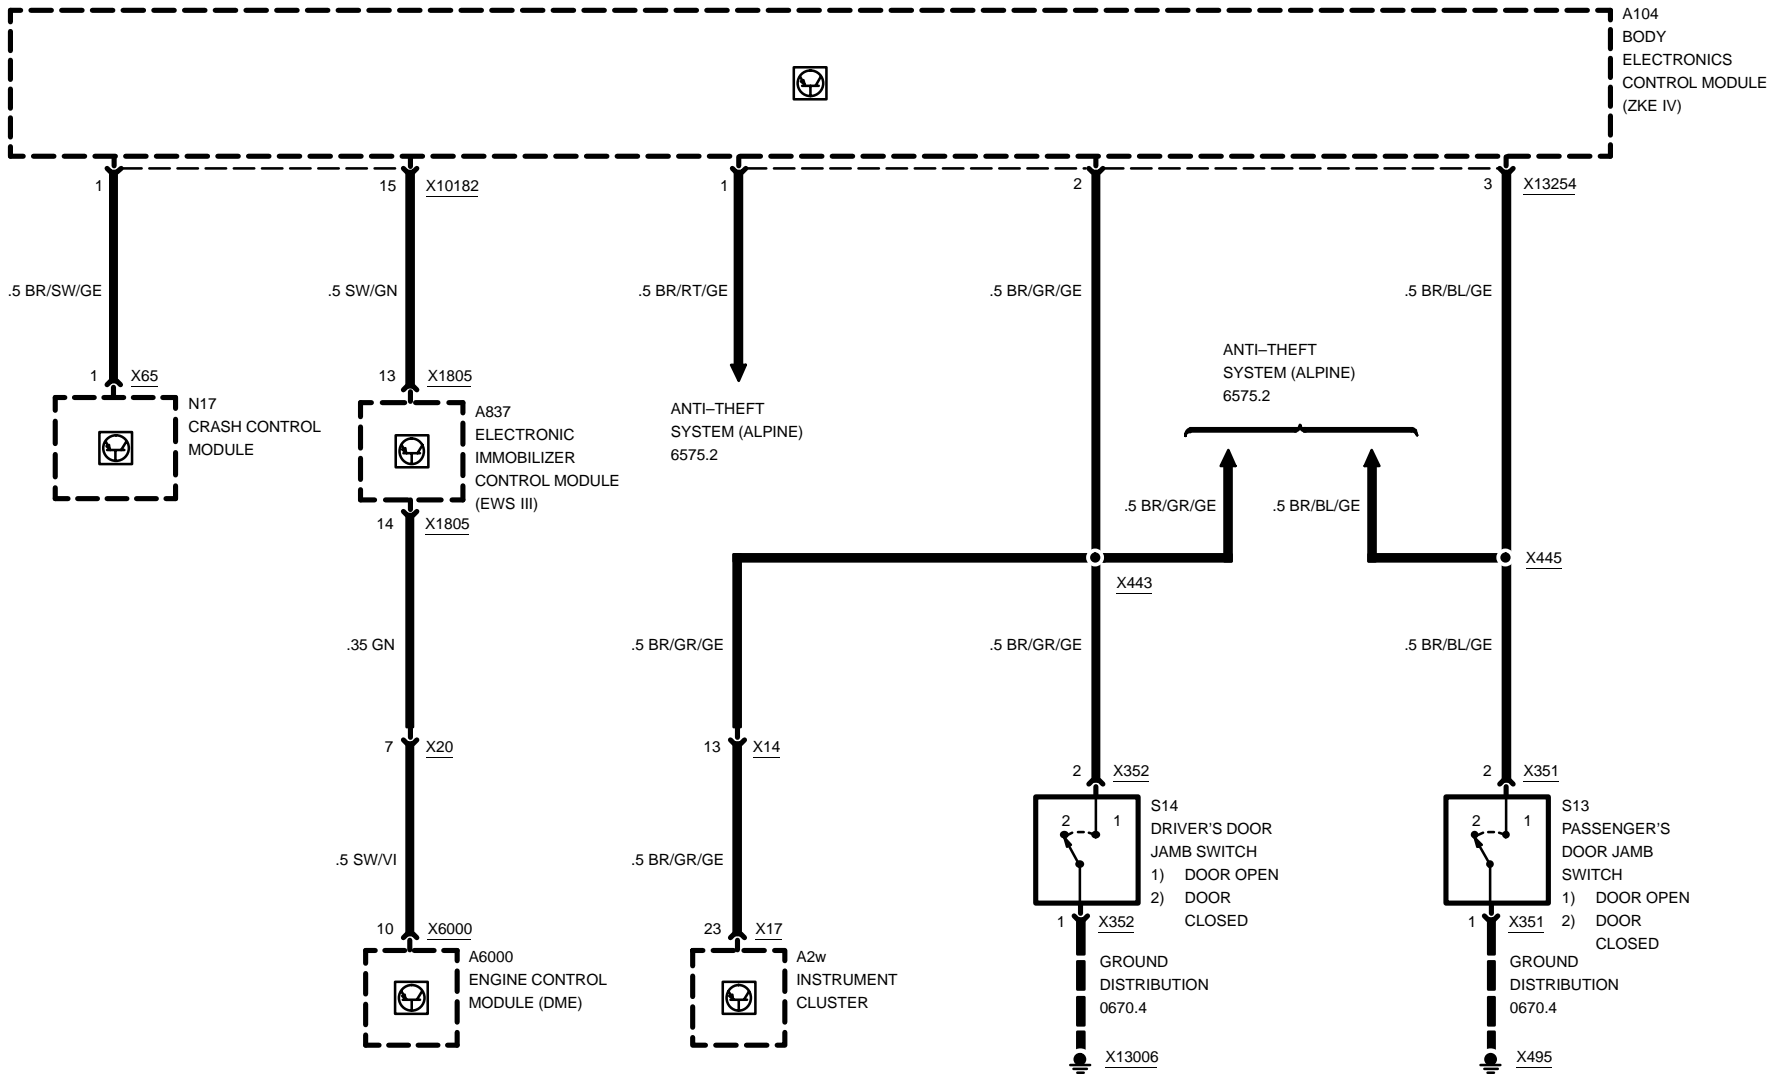 A104
BODY
ELECTRONICS
CONTROL MODULE
(ZKE IV)
1
15
X10182
1
2
3
X13254
.5 BR/SW/GE
.5 SW/GN
.5 BR/RT/GE
.5 BR/GR/GE
.5 BR/BL/GE
1
X65
N17
CRASH CONTROL
MODULE
13
X1805
A837
ELECTRONIC
IMMOBILIZER
CONTROL MODULE
(EWS III)
14
X1805
ANTI–THEFT
SYSTEM (ALPINE)
6575.2
ANTI–THEFT
SYSTEM (ALPINE)
6575.2
.5 BR/GR/GE
.5 BR/BL/GE
X443
X445
.35 GN
.5 BR/GR/GE
.5 BR/GR/GE
.5 BR/BL/GE
7
X20
13
X14
2
X352
2
X351
.5 SW/VI
.5 BR/GR/GE
2
1
S14
DRIVER'S DOOR
JAMB SWITCH
1) DOOR OPEN
2) DOOR
CLOSED
2
1
S13
PASSENGER'S
DOOR JAMB
SWITCH
1) DOOR OPEN
2) DOOR
CLOSED
10
X6000
A6000
ENGINE CONTROL
MODULE (DME)
23
X17
A2w
INSTRUMENT
CLUSTER
1
X352
GROUND
DISTRIBUTION
0670.4
X13006
1
X351
GROUND
DISTRIBUTION
0670.4
X495